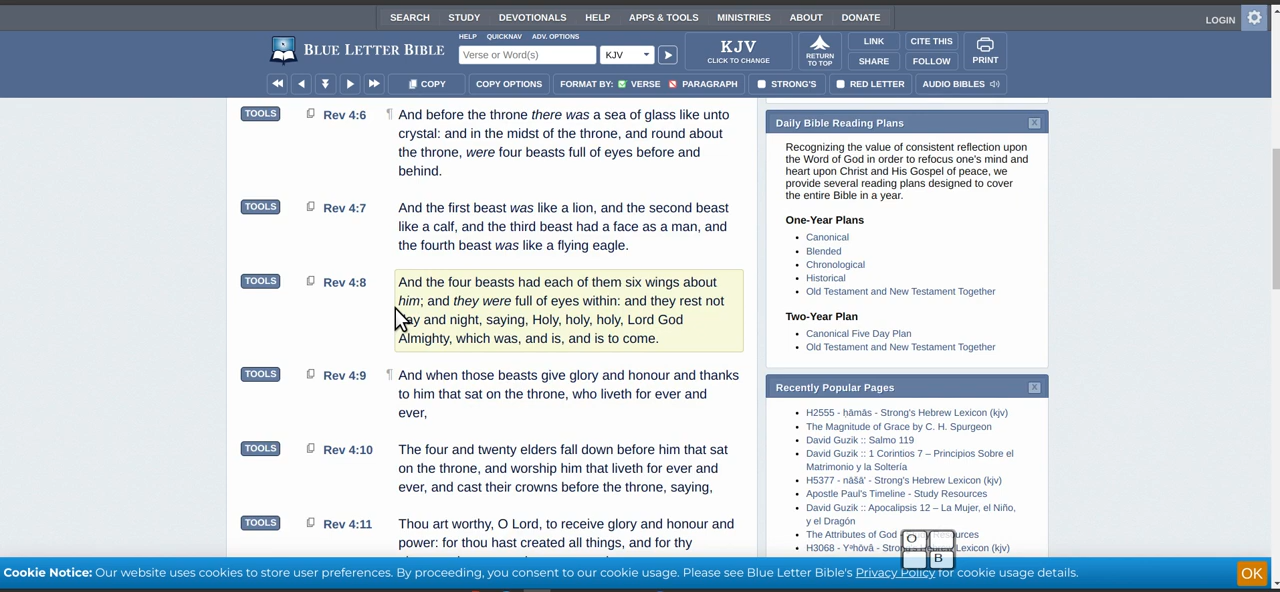 SEARCH STUDY DEVOTIONALS HELP APPS & TOOLS MINISTRIES ABOUT DONATE
LOGIN
BLUE LETTER BIBLE
HELP QUICKNAV ADV. OPTIONS
Verse or Word(s)
KJV
KJV
CLICK TO CHANGE
RETURN
TO TOP
LINK
CITE THIS
SHARE
FOLLOW
PRINT
COPY
COPY OPTIONS
FORMAT BY: VERSE PARAGRAPH
STRONG'S
RED LETTER
AUDIO BIBLES
TOOLS Rev 4:6 ¶ And before the throne there was a sea of glass like unto
crystal: and in the midst of the throne, and round about
the throne, were four beasts full of eyes before and
behind.
TOOLS Rev 4:7 And the first beast was like a lion, and the second beast
like a calf, and the third beast had a face as a man, and
the fourth beast was like a flying eagle.
TOOLS Rev 4:8 And the four beasts had each of them six wings about
him; and they were full of eyes within: and they rest not
day and night, saying, Holy, holy, holy, Lord God
Almighty, which was, and is, and is to come.
TOOLS Rev 4:9 ¶ And when those beasts give glory and honour and thanks
to him that sat on the throne, who liveth for ever and
ever,
TOOLS Rev 4:10 The four and twenty elders fall down before him that sat
on the throne, and worship him that liveth for ever and
ever, and cast their crowns before the throne, saying,
TOOLS Rev 4:11 Thou art worthy, O Lord, to receive glory and honour and
power: for thou hast created all things, and for thy
Daily Bible Reading Plans X
Recognizing the value of consistent reflection upon
the Word of God in order to refocus one's mind and
heart upon Christ and His Gospel of peace, we
provide several reading plans designed to cover
the entire Bible in a year.
One-Year Plans
• Canonical
• Blended
• Chronological
• Historical
• Old Testament and New Testament Together
Two-Year Plan
• Canonical Five Day Plan
• Old Testament and New Testament Together
Recently Popular Pages X
• H2555 - ḥāmās - Strong's Hebrew Lexicon (kjv)
• The Magnitude of Grace by C. H. Spurgeon
• David Guzik :: Salmo 119
• David Guzik :: 1 Corintios 7 – Principios Sobre el
Matrimonio y la Soltería
• H5377 - nāšā' - Strong's Hebrew Lexicon (kjv)
• Apostle Paul's Timeline - Study Resources
• David Guzik :: Apocalipsis 12 – La Mujer, el Niño,
y el Dragón
• The Attributes of God
• H3068 - Yᵊhōvâ - Strong's Hebrew Lexicon (kjv)
O
B
Cookie Notice: Our website uses cookies to store user preferences. By proceeding, you consent to our cookie usage. Please see Blue Letter Bible's Privacy Policy for cookie usage details.
OK